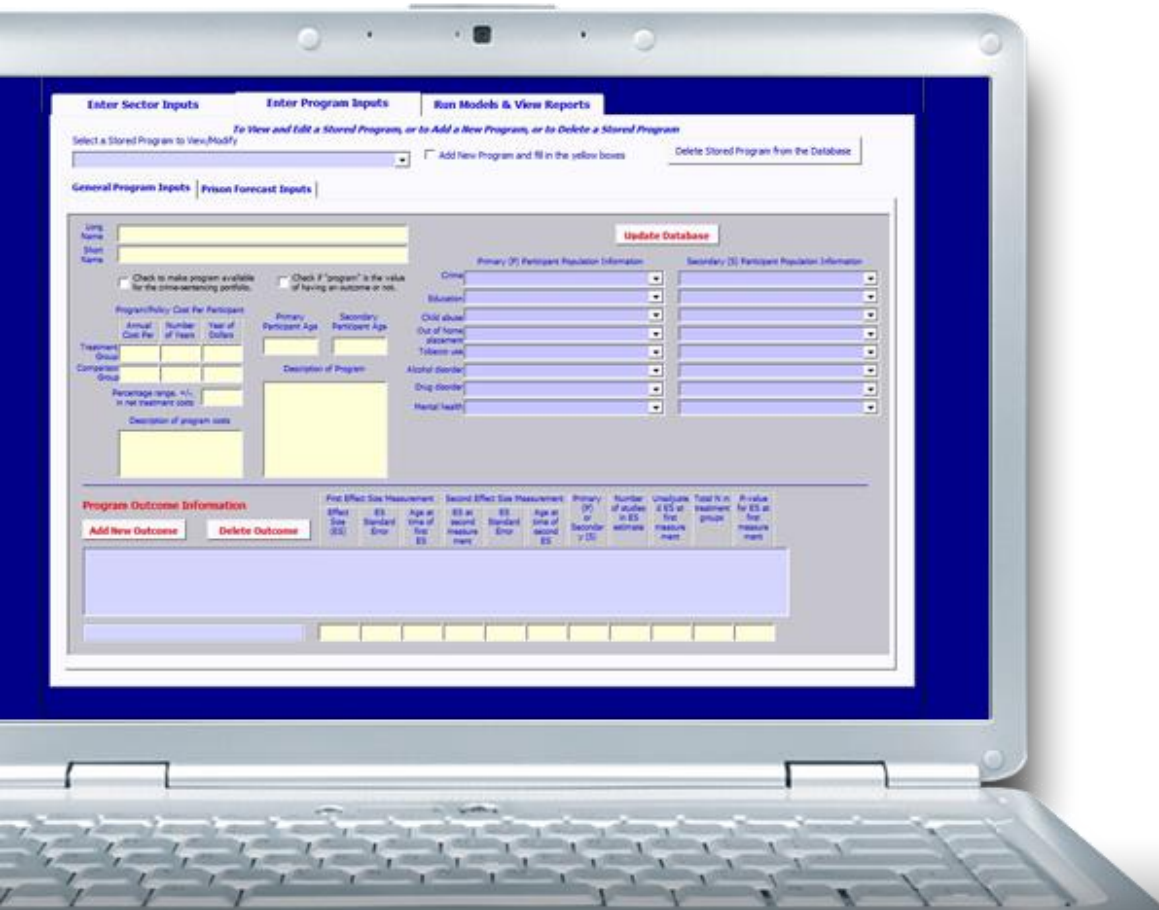 Enter Sector Inputs
Enter Program Inputs
Run Models & View Reports
To View and Edit a Stored Program, or to Add a New Program, or to Delete a Stored Program
Select a Stored Program to View/Modify
Add New Program and fill in the yellow boxes
Delete Stored Program from the Database
General Program Inputs
Prison Forecast Inputs
Long
Name
Short
Name
Update Database
Check to make program available
for the crime-sentencing portfolio.
Check if "program" is the value
of having an outcome or not.
Primary (P) Participant Population Information
Secondary (S) Participant Population Information
Crime
Education
Child abuse
Out of home
placement
Tobacco use
Alcohol disorder
Drug disorder
Mental health
Program/Policy Cost Per Participant
Annual
Cost Per
Number
of Years
Year of
Dollars
Primary
Participant Age
Secondary
Participant Age
Treatment
Group
Comparison
Group
Percentage range, +/-,
in net treatment costs
Description of Program
Description of program costs
Program Outcome Information
Add New Outcome
Delete Outcome
First Effect Size Measurement
Second Effect Size Measurement
Effect
Size
(ES)
ES
Standard
Error
Age at
time of
first
ES
ES at
second
measure
ment
ES
Standard
Error
Age at
time of
second
ES
Primary
(P)
or
Secondar
y (S)
Number
of studies
in ES
estimate
Unadjuste
d ES at
first
measure
ment
Total N in
treatment
groups
P-value
for ES at
first
measure
ment